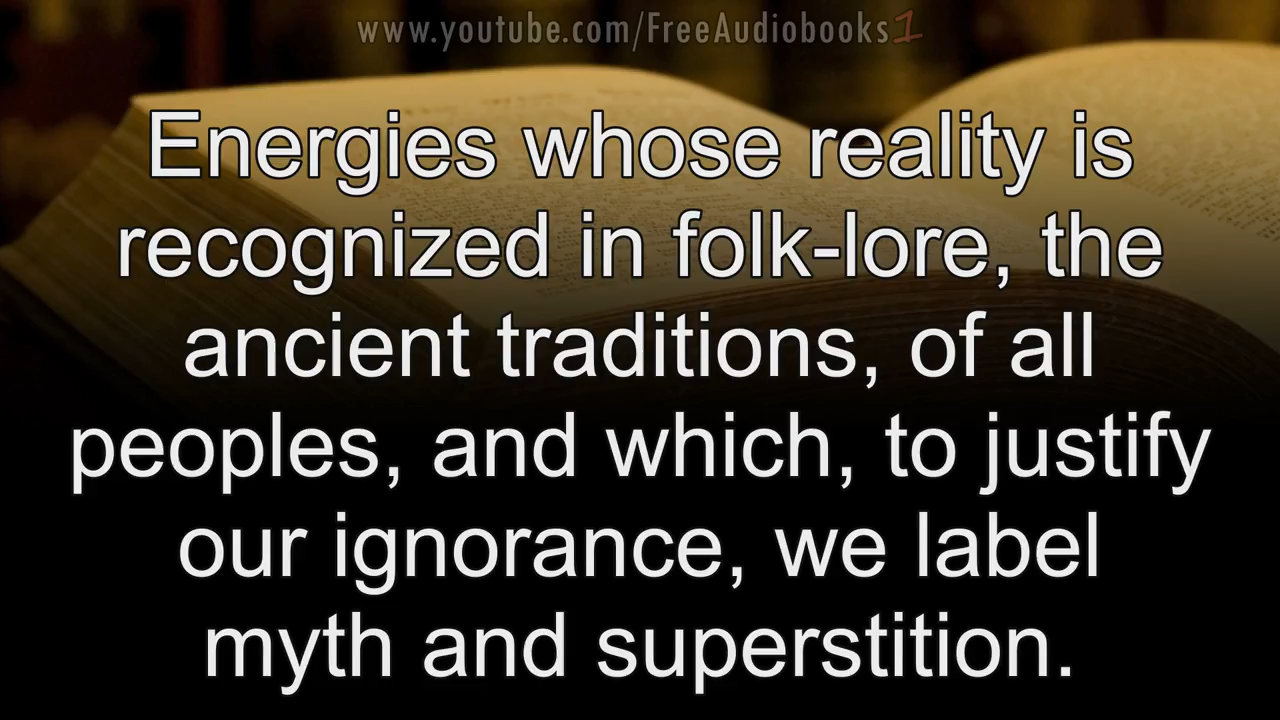 www.youtube.com/FreeAudiobooks1
Energies whose reality is
recognized in folk-lore, the
ancient traditions, of all
peoples, and which, to justify
our ignorance, we label
myth and superstition.